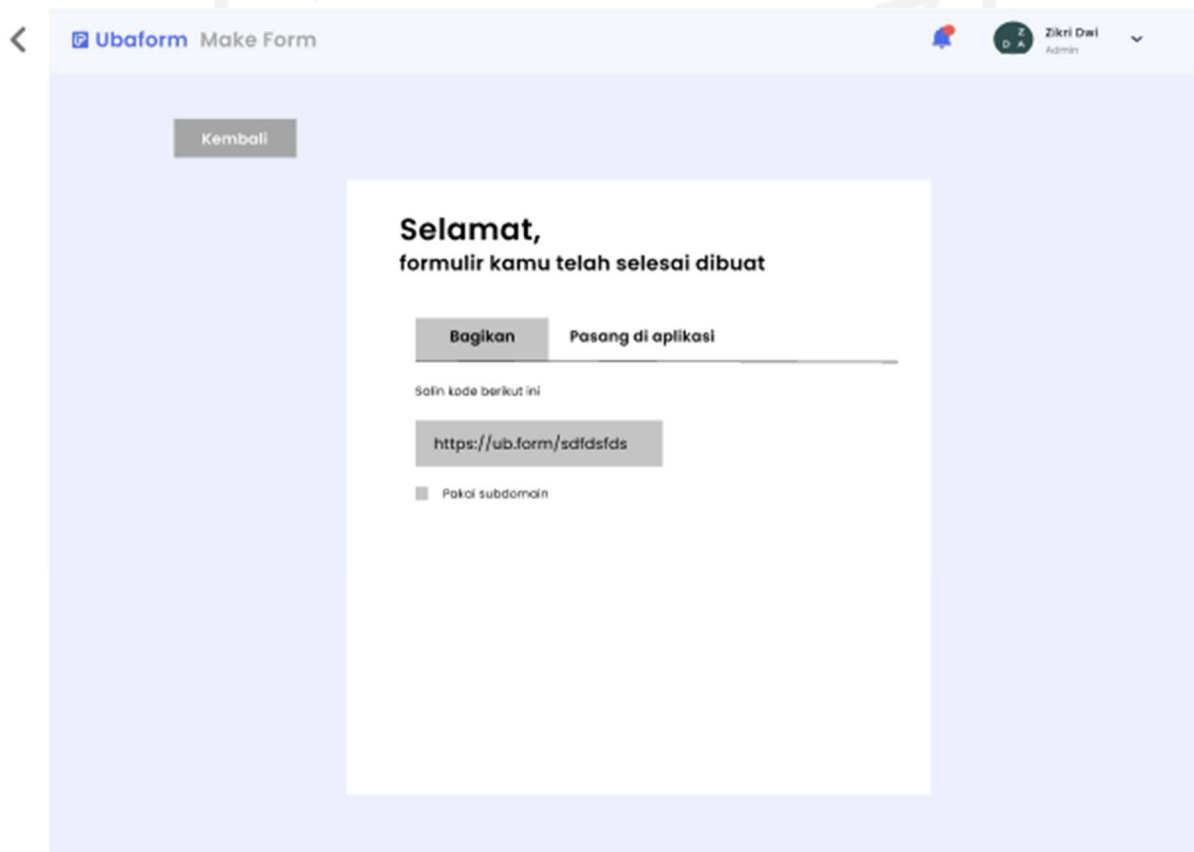 Ubaform Make Form
Zikri Dwi
Admin
Z
D A
Kembali
Selamat,
formulir kamu telah selesai dibuat
Bagikan Pasang di aplikasi
Salin kode berikut ini
https://ub.form/sdfdsfds
Pakai subdomain